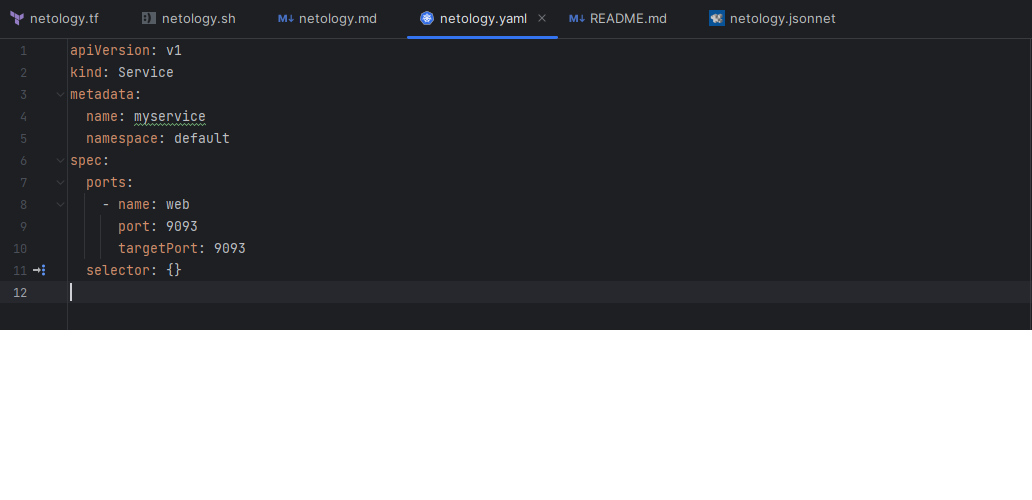 netology.tf netology.sh M↓ netology.md netology.yaml × M↓ README.md netology.jsonnet
1 apiVersion: v1
2 kind: Service
3 metadata:
4   name: myservice
5   namespace: default
6 spec:
7   ports:
8     - name: web
9       port: 9093
10       targetPort: 9093
11   selector: {}
12